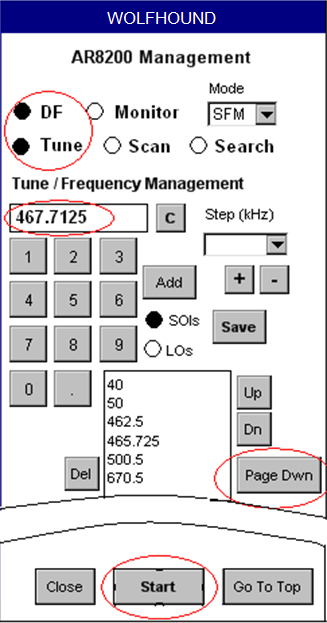 WOLFHOUND
AR8200 Management
Mode
DF Monitor SFM
Tune Scan Search
Tune / Frequency Management
467.7125 C Step (kHz)
1 2 3
Add + -
4 5 6
SOIs Save
7 8 9 LOs
0 .
40
50
462.5
465.725
500.5
670.5
Up
Dn
Del Page Dwn
Close Start Go To Top